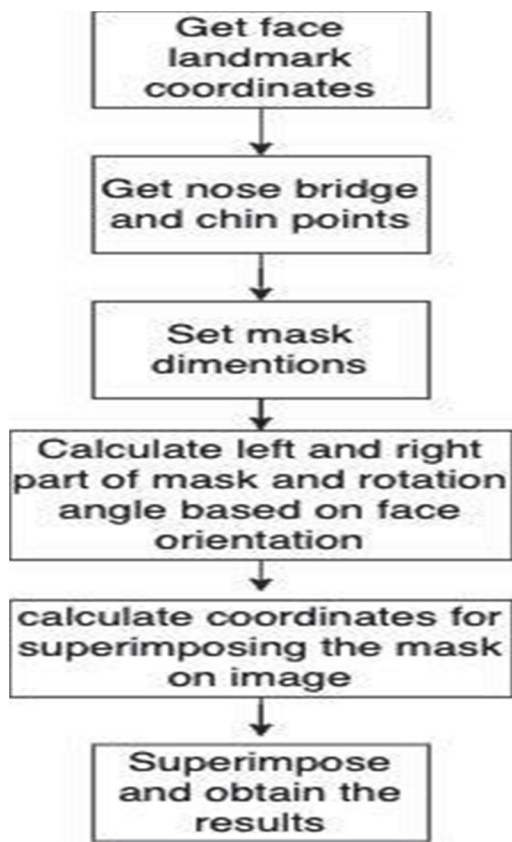 Get face
landmark
coordinates
Get nose bridge
and chin points
Set mask
dimentions
Calculate left and right
part of mask and rotation
angle based on face
orientation
calculate coordinates for
superimposing the mask
on image
Superimpose
and obtain the
results